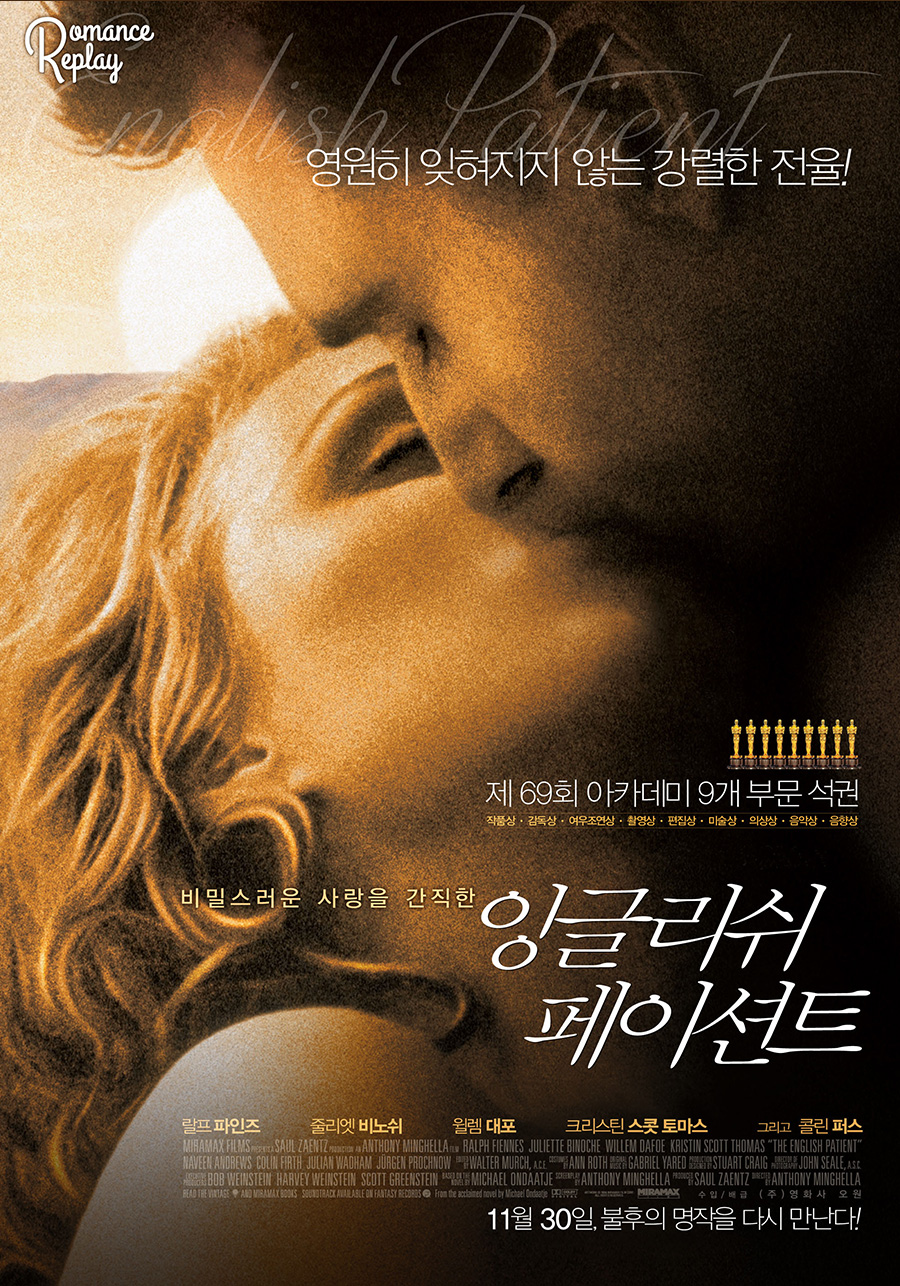 Romance
Replay
English Patient
영원히 잊혀지지 않는 강렬한 전율!
제 69회 아카데미 9개 부문 석권
작품상 · 감독상 · 여우조연상 · 촬영상 · 편집상 · 미술상 · 의상상 · 음악상 · 음향상
비밀스러운 사랑을 간직한
잉글리쉬
페이션트
랄프 파인즈 줄리엣 비노쉬 윌렘 대포 크리스틴 스콧 토마스 그리고 콜린 퍼스
MIRAMAX FILMS PRESENTS A SAUL ZAENTZ PRODUCTION AN ANTHONY MINGHELLA FILM RALPH FIENNES JULIETTE BINOCHE WILLEM DAFOE KRISTIN SCOTT THOMAS "THE ENGLISH PATIENT"
NAVEEN ANDREWS COLIN FIRTH JULIAN WADHAM JÜRGEN PROCHNOW WALTER MURCH, A.C.E. ANN ROTH GABRIEL YARED STUART CRAIG JOHN SEALE, A.S.C.
BOB WEINSTEIN HARVEY WEINSTEIN SCOTT GREENSTEIN MICHAEL ONDAATJE ANTHONY MINGHELLA SAUL ZAENTZ ANTHONY MINGHELLA
READ THE VINTAGE AND MIRAMAX BOOKS SOUNDTRACK AVAILABLE ON FANTASY RECORDS From the acclaimed novel by Michael Ondaatje MIRAMAX 수입/배급 (주)영화사 오원
11월 30일, 불후의 명작을 다시 만난다!